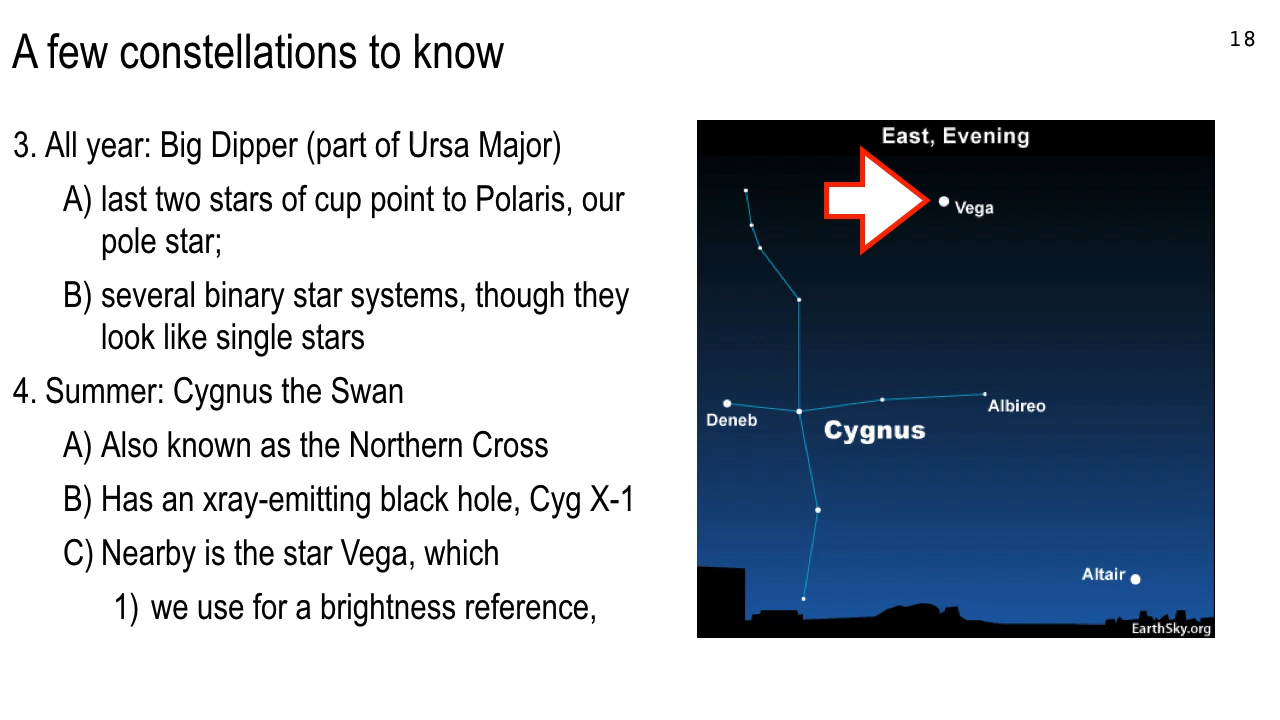 A few constellations to know
18
3. All year: Big Dipper (part of Ursa Major)
A) last two stars of cup point to Polaris, our
pole star;
B) several binary star systems, though they
look like single stars
4. Summer: Cygnus the Swan
A) Also known as the Northern Cross
B) Has an xray-emitting black hole, Cyg X-1
C) Nearby is the star Vega, which
1) we use for a brightness reference,
East, Evening
Vega
Deneb
Albireo
Cygnus
Altair
EarthSky.org